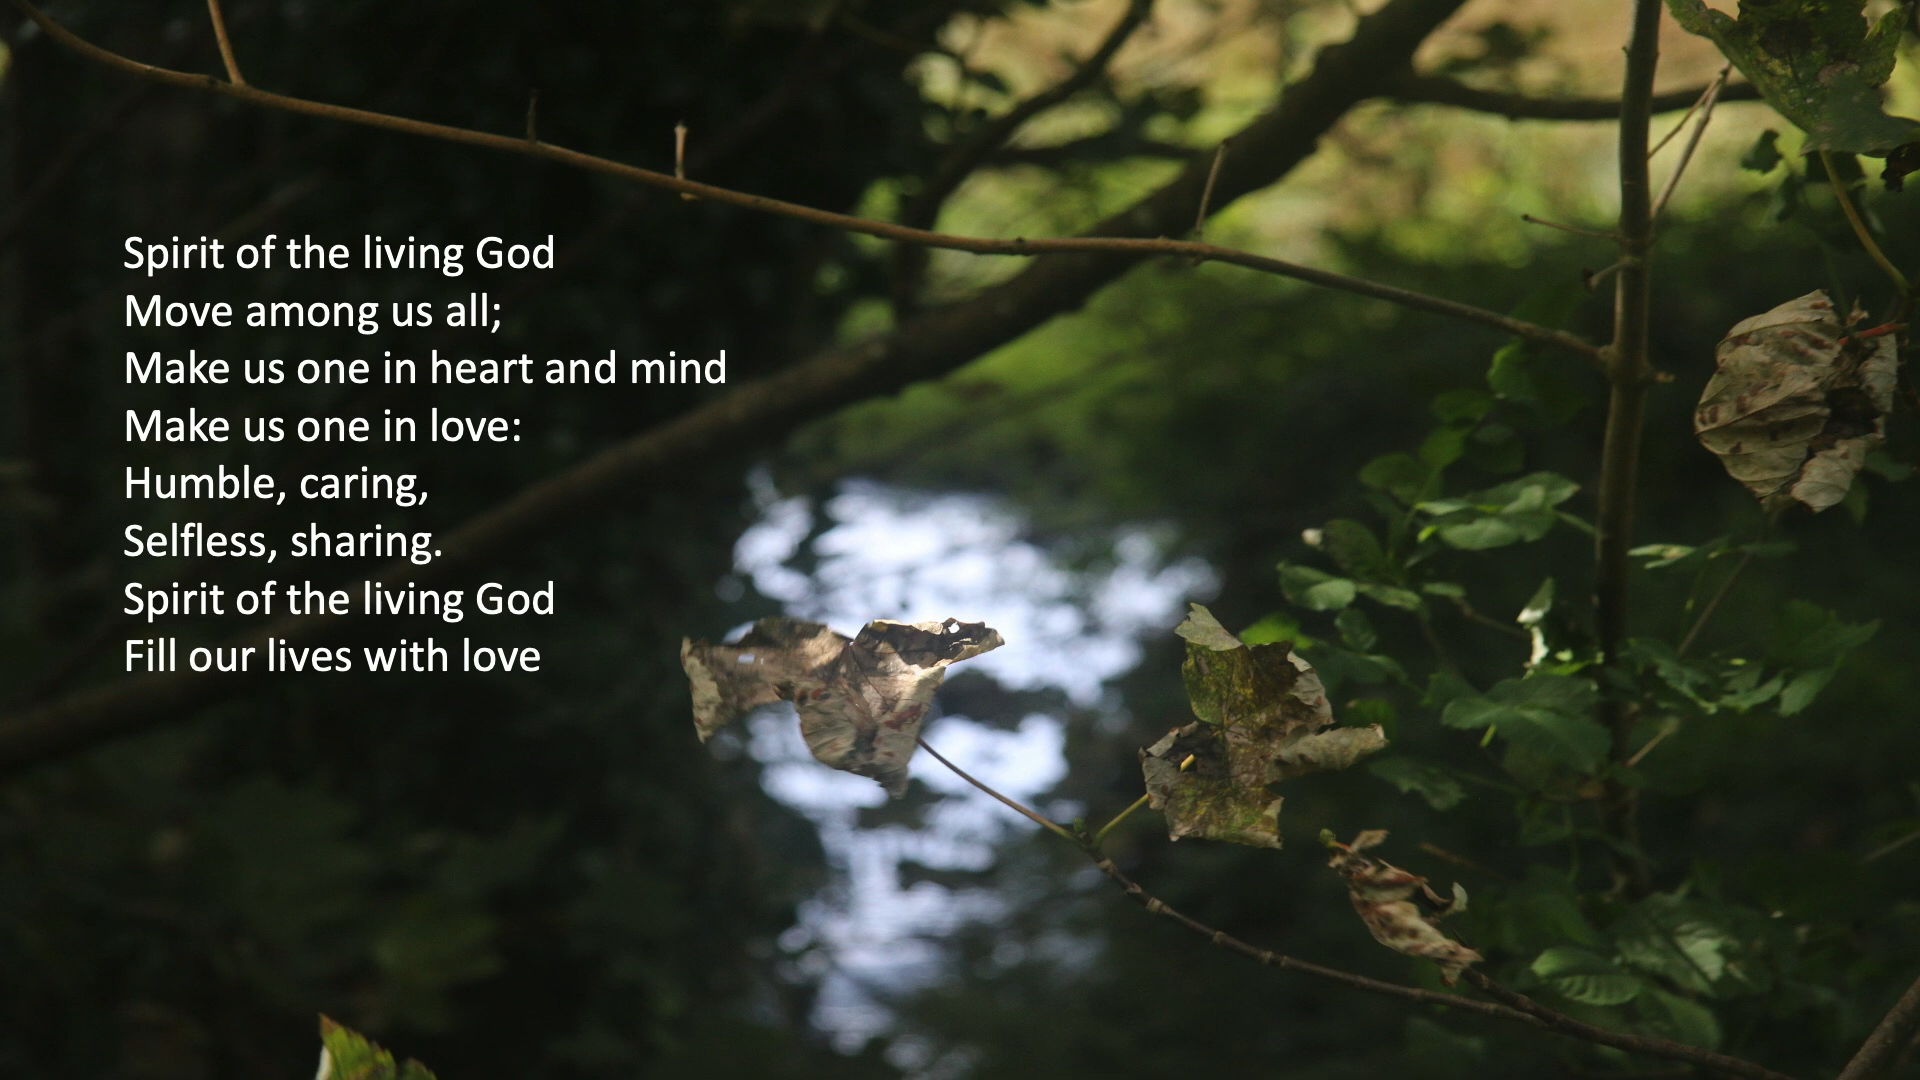 Spirit of the living God
Move among us all;
Make us one in heart and mind
Make us one in love:
Humble, caring,
Selfless, sharing.
Spirit of the living God
Fill our lives with love